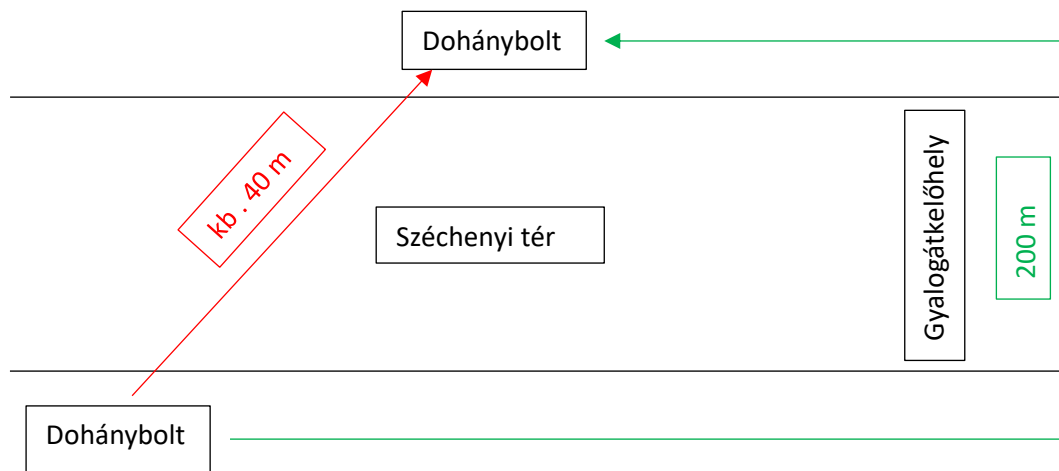 Dohánybolt
kb . 40 m
Széchenyi tér
Gyalogátkelőhely
200 m
Dohánybolt